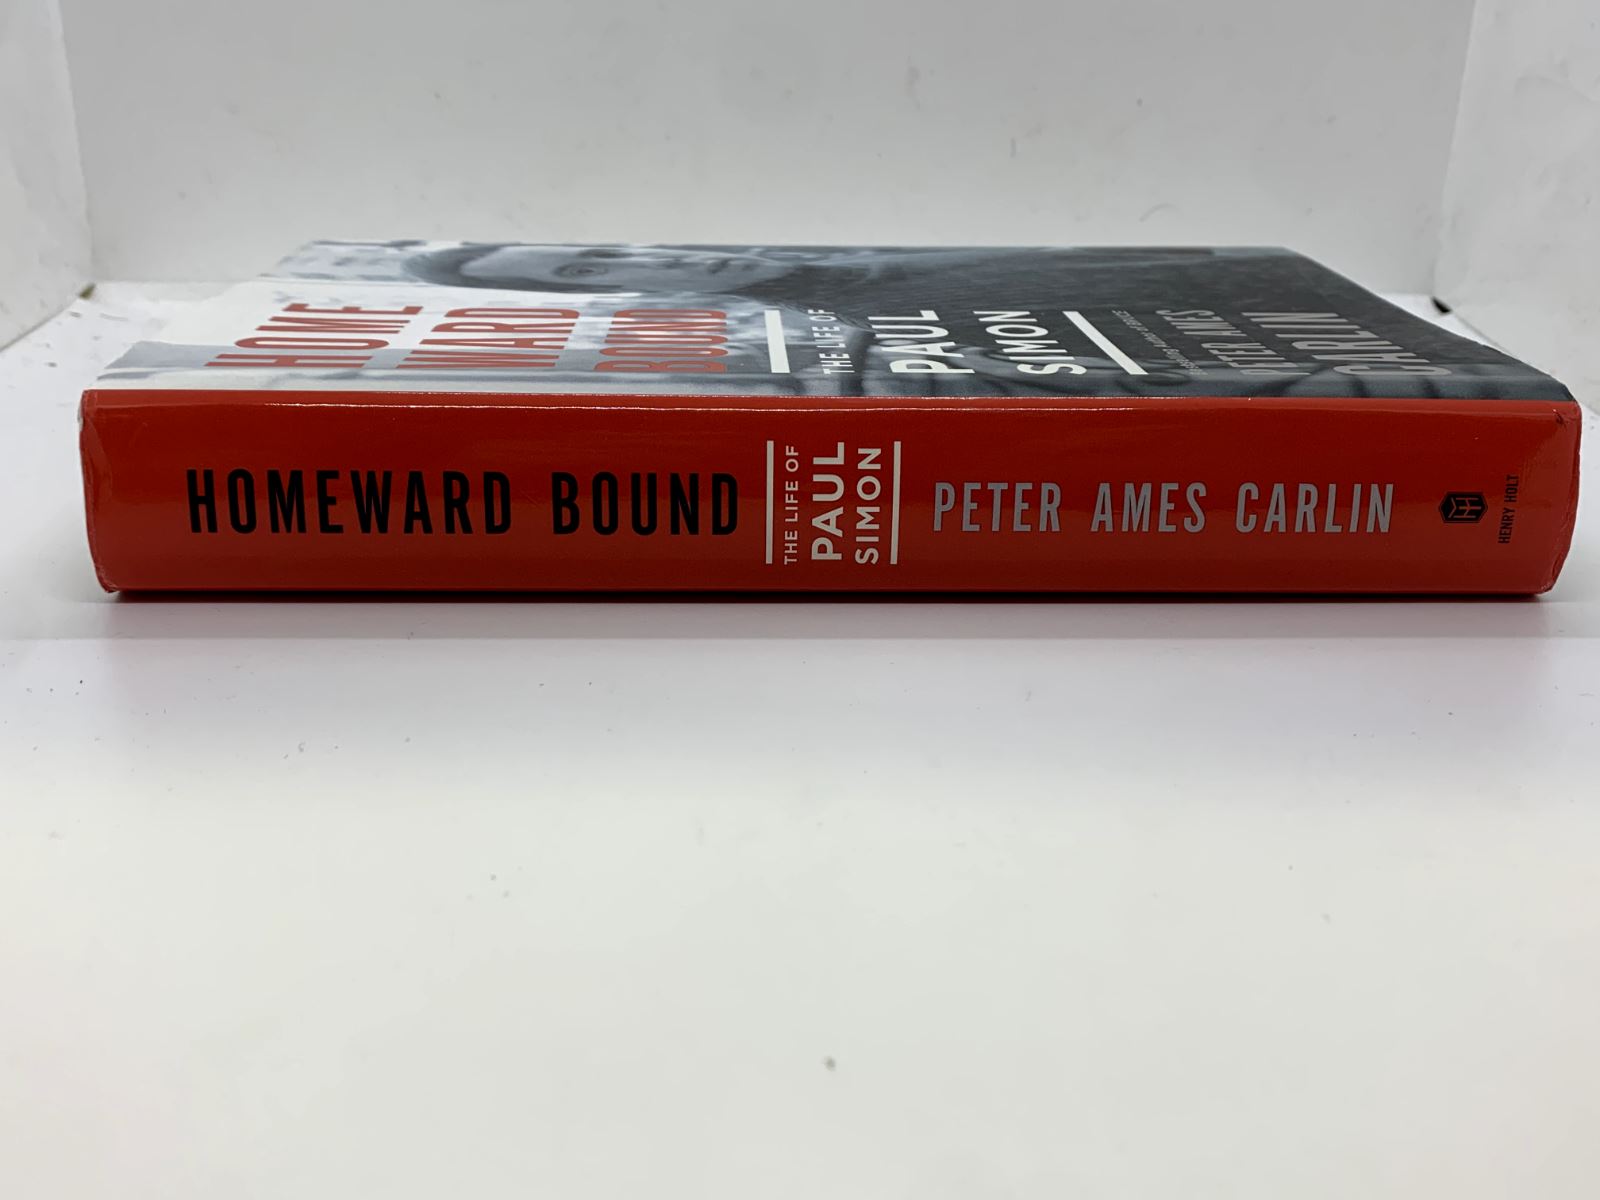 HOME
WARD
BOUND
THE LIFE OF
PAUL
SIMON
PETER AMES
CARLIN
HOMEWARD BOUND
THE LIFE OF
PAUL
SIMON
PETER AMES CARLIN
HENRY HOLT